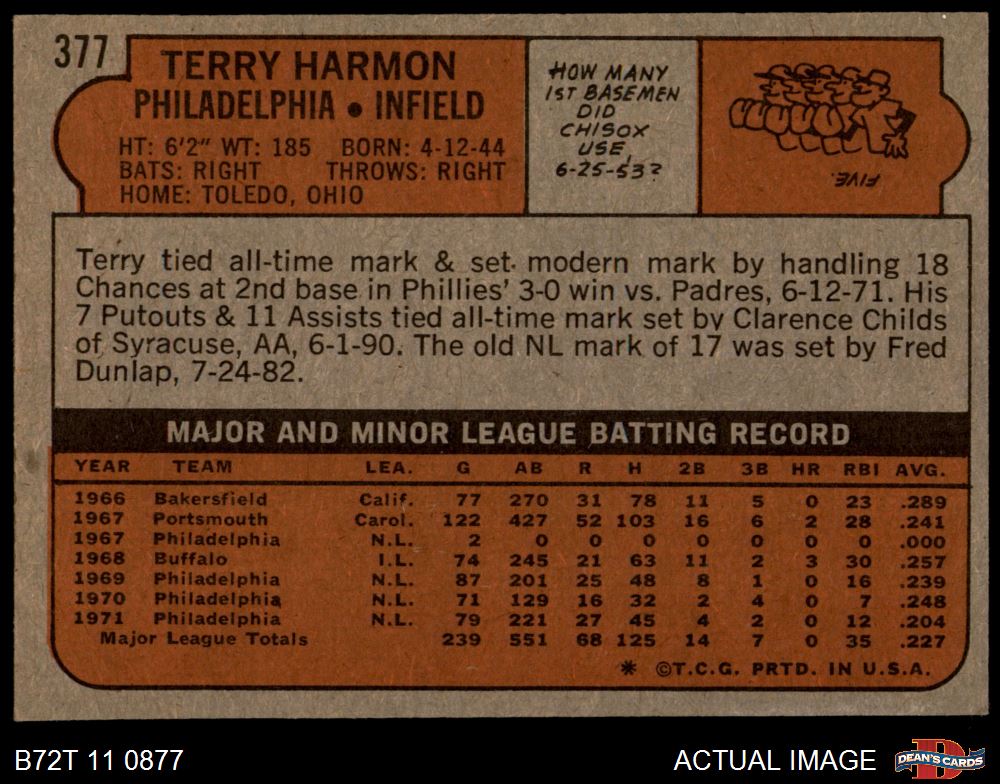 377
TERRY HARMON
PHILADELPHIA • INFIELD
HT: 6'2" WT: 185 BORN: 4-12-44
BATS: RIGHT THROWS: RIGHT
HOME: TOLEDO, OHIO
HOW MANY
1ST BASEMEN
DID
CHISOX
USE,
6-25-53?
FIVE.
Terry tied all-time mark & set modern mark by handling 18
Chances at 2nd base in Phillies' 3-0 win vs. Padres, 6-12-71. His
7 Putouts & 11 Assists tied all-time mark set by Clarence Childs
of Syracuse, AA, 6-1-90. The old NL mark of 17 was set by Fred
Dunlap, 7-24-82.
MAJOR AND MINOR LEAGUE BATTING RECORD
YEAR TEAM LEA. G AB R H 2B 3B HR RBI AVG.
1966 Bakersfield Calif. 77 270 31 78 11 5 0 23 .289
1967 Portsmouth Carol. 122 427 52 103 16 6 2 28 .241
1967 Philadelphia N.L. 2 0 0 0 0 0 0 0 .000
1968 Buffalo I.L. 74 245 21 63 11 2 3 30 .257
1969 Philadelphia N.L. 87 201 25 48 8 1 0 16 .239
1970 Philadelphia N.L. 71 129 16 32 2 4 0 7 .248
1971 Philadelphia N.L. 79 221 27 45 4 2 0 12 .204
Major League Totals 239 551 68 125 14 7 0 35 .227
* ©T.C.G. PRTD. IN U.S.A.
B72T 11 0877
ACTUAL IMAGE
D
DEAN'S CARDS